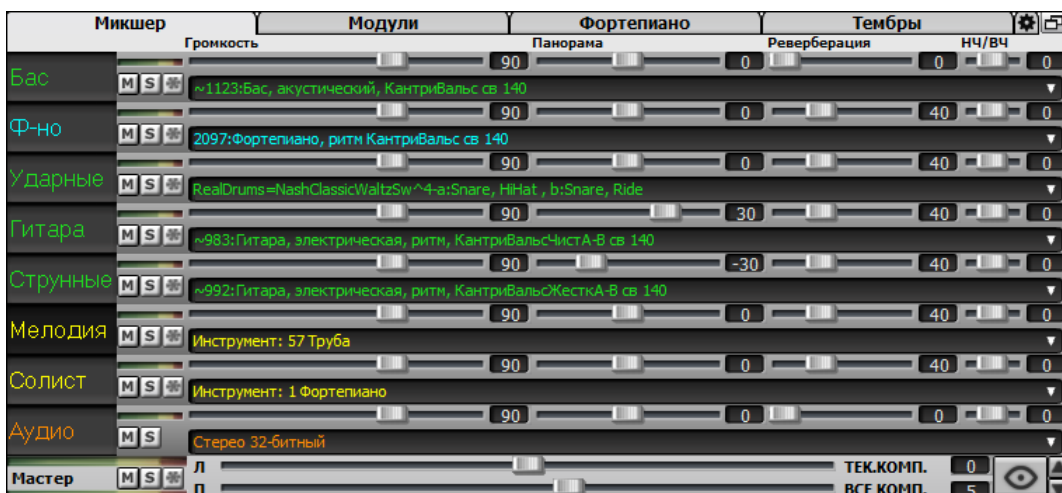 Микшер Модули Фортепиано Тембры
Громкость Панорама Реверберация НЧ/ВЧ
90 0 0 0
Бас M S ~1123:Бас, акустический, КантриВальс св 140
90 0 40 0
Ф-но M S 2097:Фортепиано, ритм КантриВальс св 140
90 0 40 0
Ударные M S RealDrums=NashClassicWaltzSw^4-a:Snare, HiHat , b:Snare, Ride
90 30 40 0
Гитара M S ~983:Гитара, электрическая, ритм, КантриВальсЧистА-В св 140
90 -30 40 0
Струнные M S ~992:Гитара, электрическая, ритм, КантриВальсЖесткА-В св 140
90 0 40 0
Мелодия M S Инструмент: 57 Труба
90 0 40 0
Солист M S Инструмент: 1 Фортепиано
90 0 0 0
Аудио M S Стерео 32-битный
Л ТЕК.КОМП. 0
Мастер M S
П ВСЕ КОМП. 5